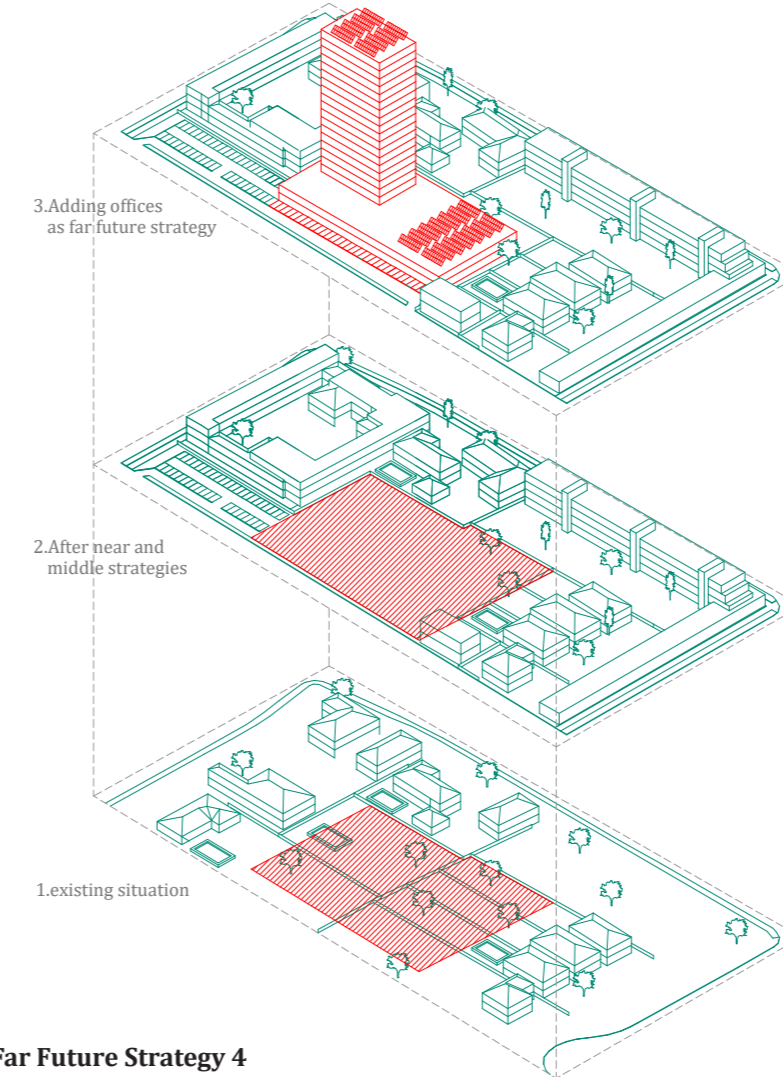 3.Adding offices
as far future strategy
2.After near and
middle strategies
1.existing situation
Far Future Strategy 4